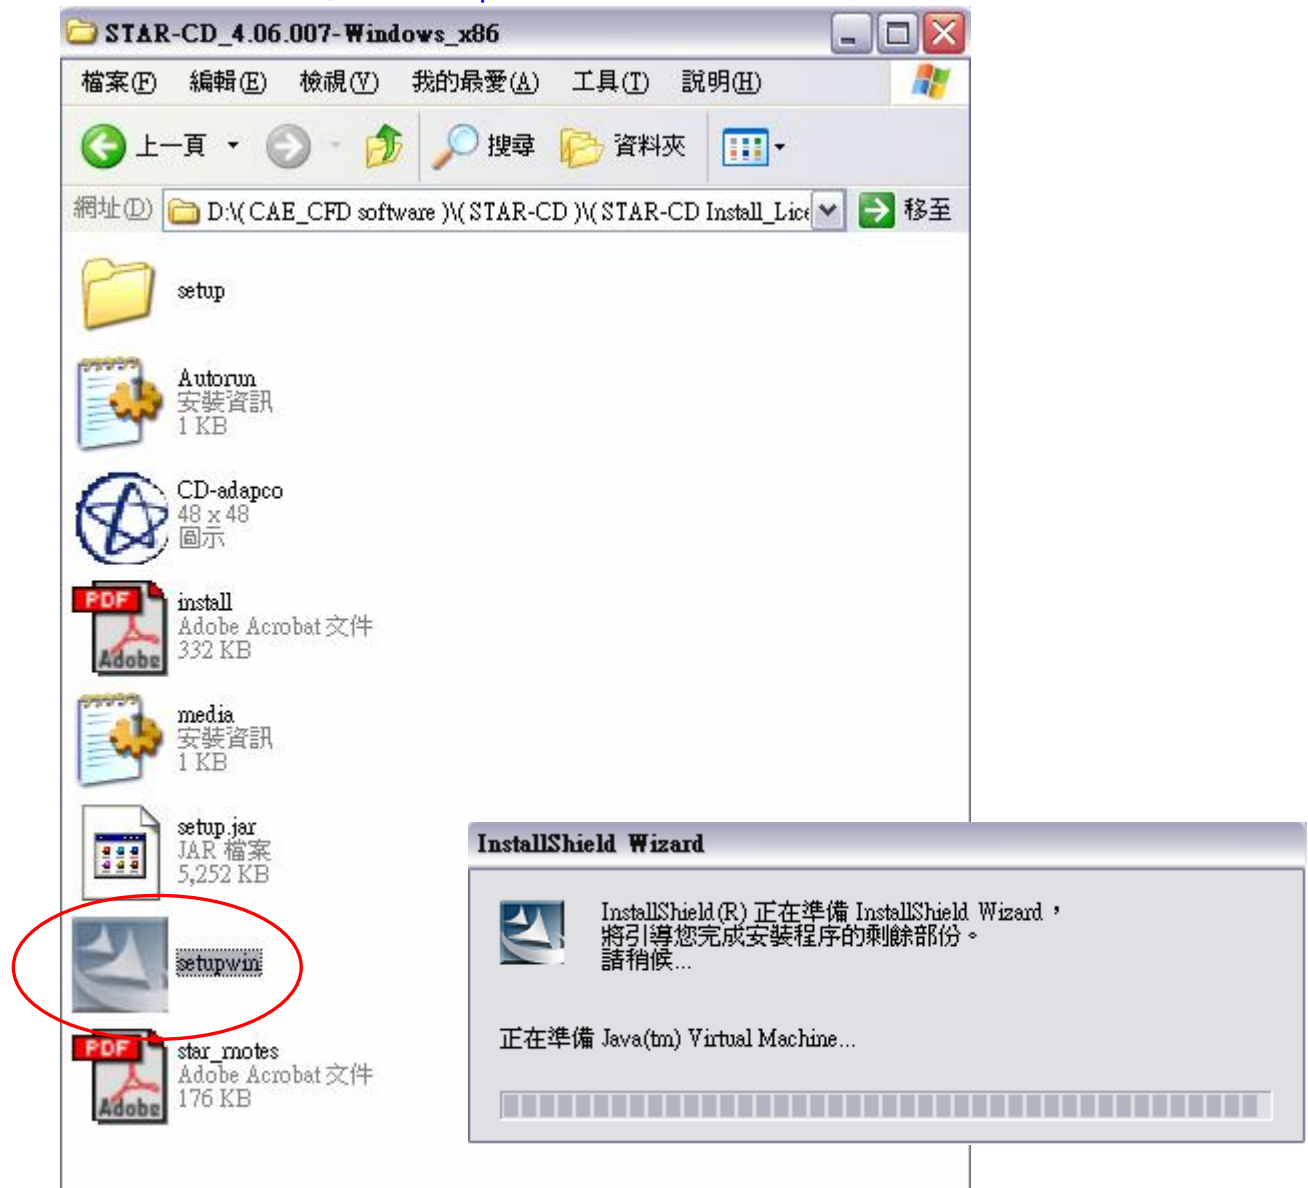 STAR-CD_4.06.007-Windows_x86
檔案(F) 編輯(E) 檢視(V) 我的最愛(A) 工具(T) 說明(H)
上一頁 搜尋 資料夾
網址(D) D:\( CAE_CFD software )\( STAR-CD )\( STAR-CD Install_Lice 移至
setup
Autorun
安裝資訊
1 KB
CD-adapco
48 x 48
圖示
PDF
Adobe
install
Adobe Acrobat 文件
332 KB
media
安裝資訊
1 KB
setup.jar
JAR 檔案
5,252 KB
setupwin
PDF
Adobe
star_rnotes
Adobe Acrobat 文件
176 KB
InstallShield Wizard
InstallShield(R) 正在準備 InstallShield Wizard，
將引導您完成安裝程序的剩餘部份。
請稍候...
正在準備 Java(tm) Virtual Machine...